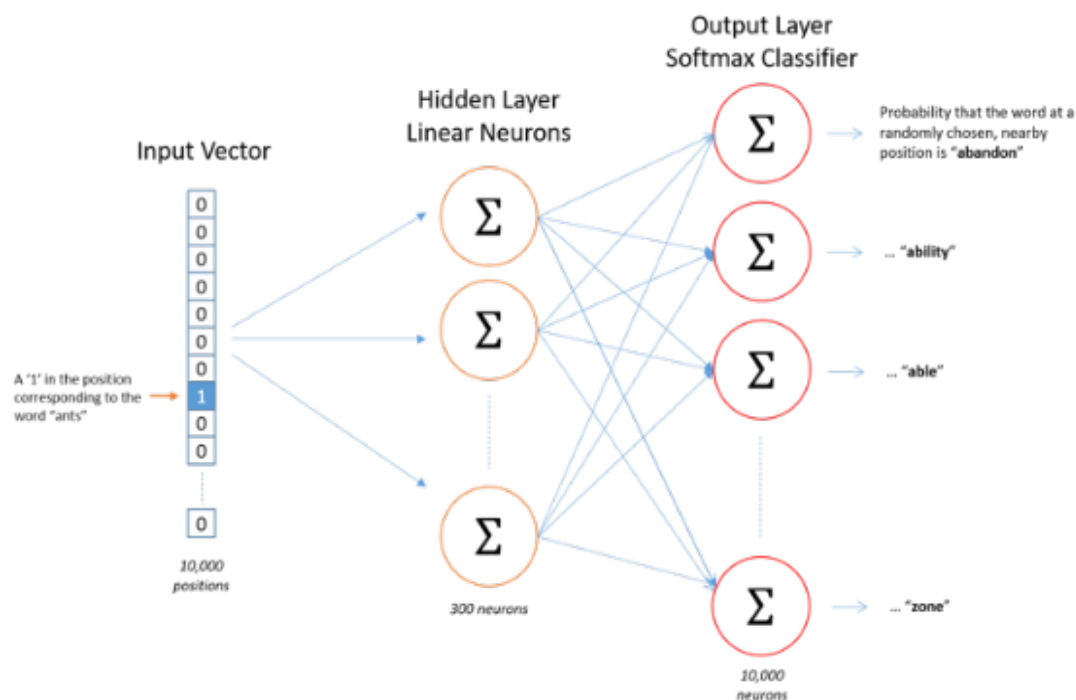 Output Layer
Softmax Classifier
Hidden Layer
Linear Neurons
Input Vector
0
0
0
0
0
0
0
1
0
0
0
A '1' in the position
corresponding to the
word "ants"
10,000
positions
Σ
Σ
Σ
300 neurons
Σ
Σ
Σ
Σ
10,000
neurons
Probability that the word at a
randomly chosen, nearby
position is "abandon"
... "ability"
... "able"
... "zone"